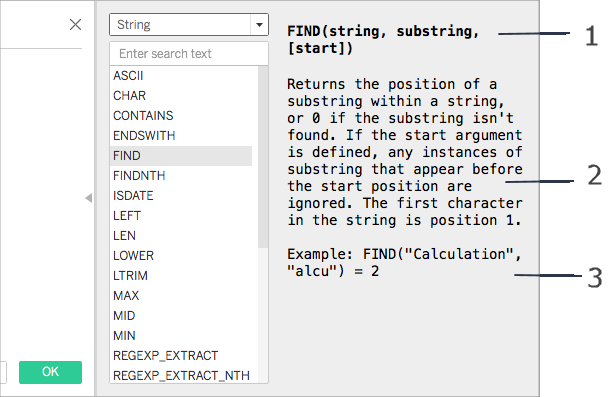 String
Enter search text
ASCII
CHAR
CONTAINS
ENDSWITH
FIND
FINDNTH
ISDATE
LEFT
LEN
LOWER
LTRIM
MAX
MID
MIN
REGEXP_EXTRACT
REGEXP_EXTRACT_NTH
OK
FIND(string, substring,
[start])
Returns the position of a
substring within a string,
or 0 if the substring isn't
found. If the start argument
is defined, any instances of
substring that appear before
the start position are
ignored. The first character
in the string is position 1.
Example: FIND("Calculation",
"alcu") = 2
1
2
3